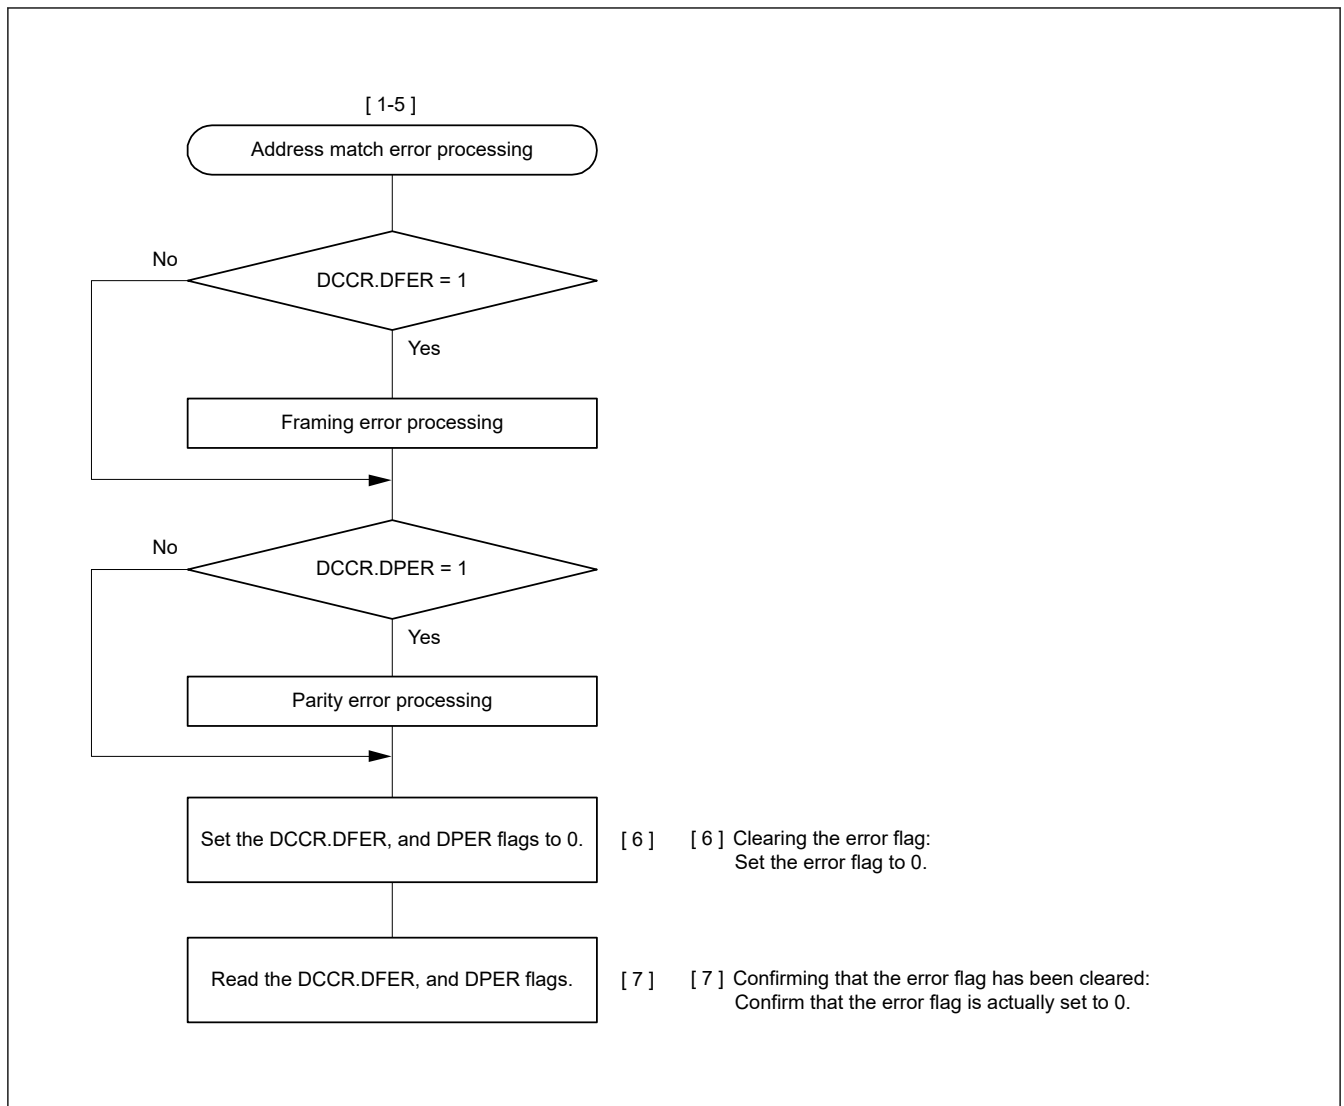 [ 1-5 ]
Address match error processing
No
DCCR.DFER = 1
Yes
Framing error processing
No
DCCR.DPER = 1
Yes
Parity error processing
Set the DCCR.DFER, and DPER flags to 0.
[ 6 ]
[ 6 ] Clearing the error flag:
Set the error flag to 0.
Read the DCCR.DFER, and DPER flags.
[ 7 ]
[ 7 ] Confirming that the error flag has been cleared:
Confirm that the error flag is actually set to 0.